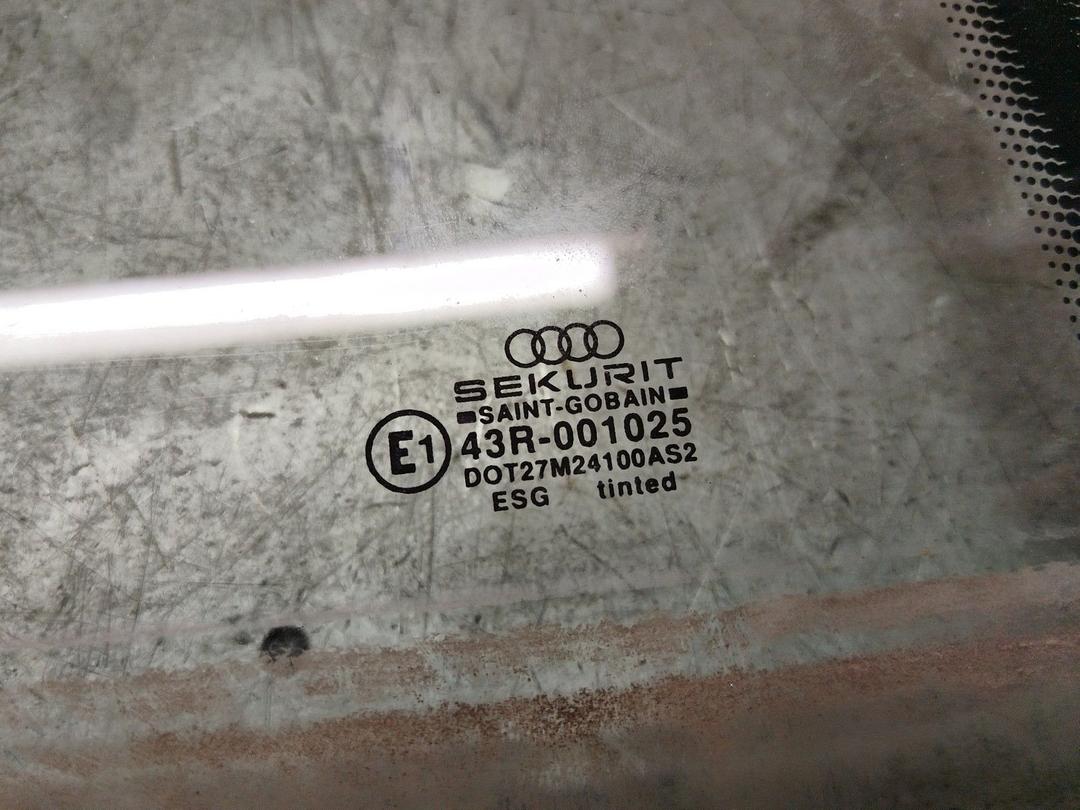 SEKURIT
SAINT-GOBAIN
E1 43R-001025
DOT27M24100AS2
ESG tinted